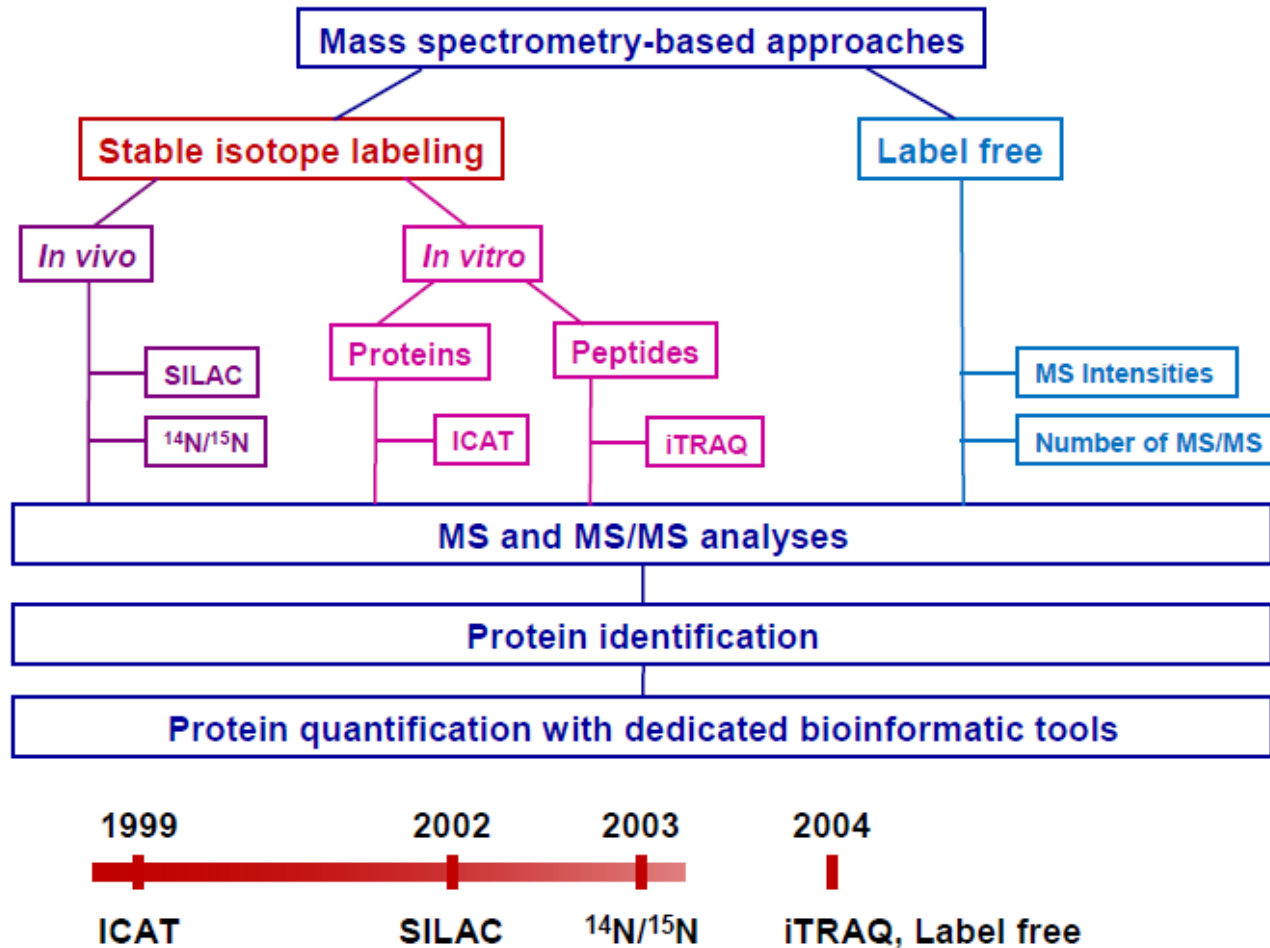 Mass spectrometry-based approaches
Stable isotope labeling
Label free
In vivo
In vitro
Proteins
Peptides
SILAC
MS Intensities
¹⁴N/¹⁵N
ICAT
iTRAQ
Number of MS/MS
MS and MS/MS analyses
Protein identification
Protein quantification with dedicated bioinformatic tools
1999
2002
2003
2004
ICAT
SILAC
¹⁴N/¹⁵N
iTRAQ, Label free